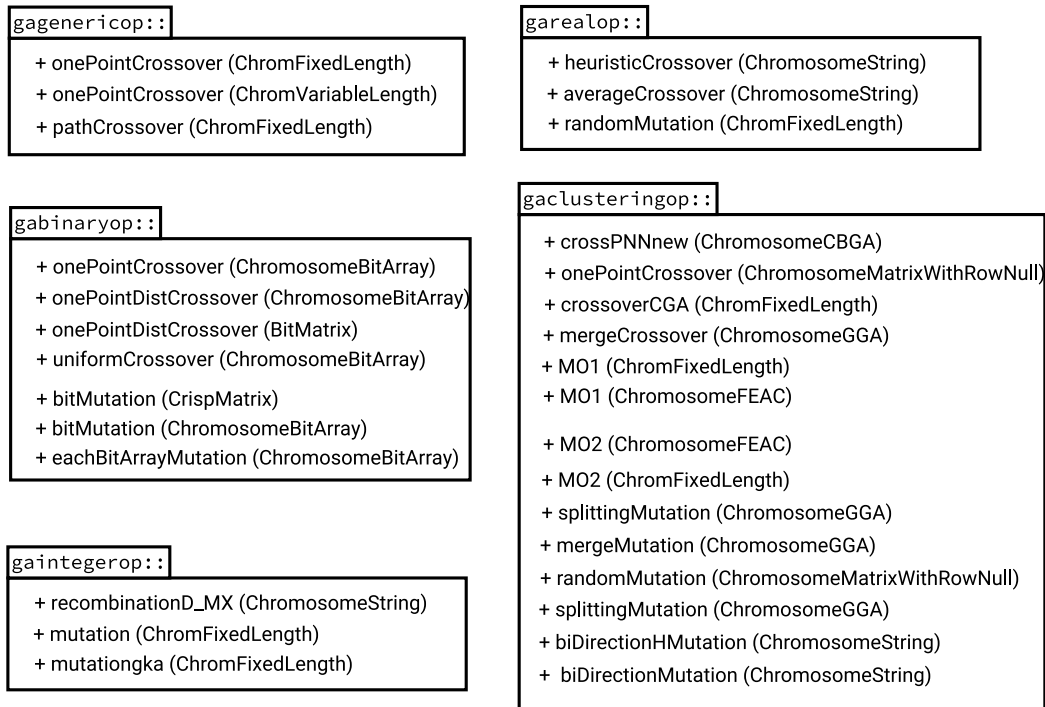 gagenericop::
+ onePointCrossover (ChromFixedLength)
+ onePointCrossover (ChromVariableLength)
+ pathCrossover (ChromFixedLength)
gabinaryop::
+ onePointCrossover (ChromosomeBitArray)
+ onePointDistCrossover (ChromosomeBitArray)
+ onePointDistCrossover (BitMatrix)
+ uniformCrossover (ChromosomeBitArray)
+ bitMutation (CrispMatrix)
+ bitMutation (ChromosomeBitArray)
+ eachBitArrayMutation (ChromosomeBitArray)
gaintegerop::
+ recombinationD_MX (ChromosomeString)
+ mutation (ChromFixedLength)
+ mutationgka (ChromFixedLength)
garealop::
+ heuristicCrossover (ChromosomeString)
+ averageCrossover (ChromosomeString)
+ randomMutation (ChromFixedLength)
gaclusteringop::
+ crossPNNnew (ChromosomeCBGA)
+ onePointCrossover (ChromosomeMatrixWithRowNull)
+ crossoverCGA (ChromFixedLength)
+ mergeCrossover (ChromosomeGGA)
+ MO1 (ChromFixedLength)
+ MO1 (ChromosomeFEAC)
+ MO2 (ChromosomeFEAC)
+ MO2 (ChromFixedLength)
+ splittingMutation (ChromosomeGGA)
+ mergeMutation (ChromosomeGGA)
+ randomMutation (ChromosomeMatrixWithRowNull)
+ splittingMutation (ChromosomeGGA)
+ biDirectionHMutation (ChromosomeString)
+ biDirectionMutation (ChromosomeString)